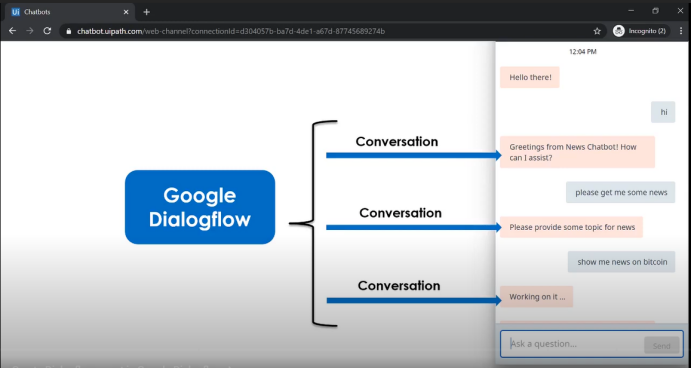 Ui Chatbots
chatbot.uipath.com/web-channel?connectionId=d304057b-ba7d-4de1-a67d-87745689274b
Incognito (2)
12:04 PM
Hello there!
hi
Conversation
Greetings from News Chatbot! How
can I assist?
Google
Dialogflow
please get me some news
Conversation
Please provide some topic for news
show me news on bitcoin
Conversation
Working on it ...
Ask a question...
Send